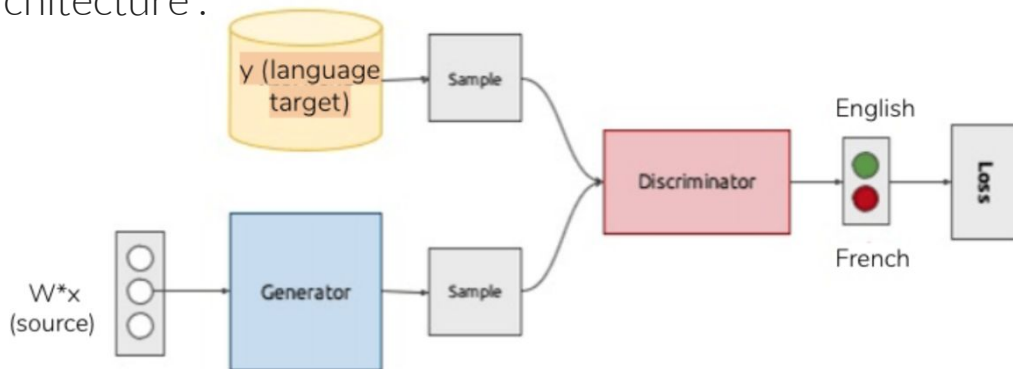 chitecture :
y (language
target)
Sample
English
Discriminator
Loss
French
W*x
(source)
Generator
Sample